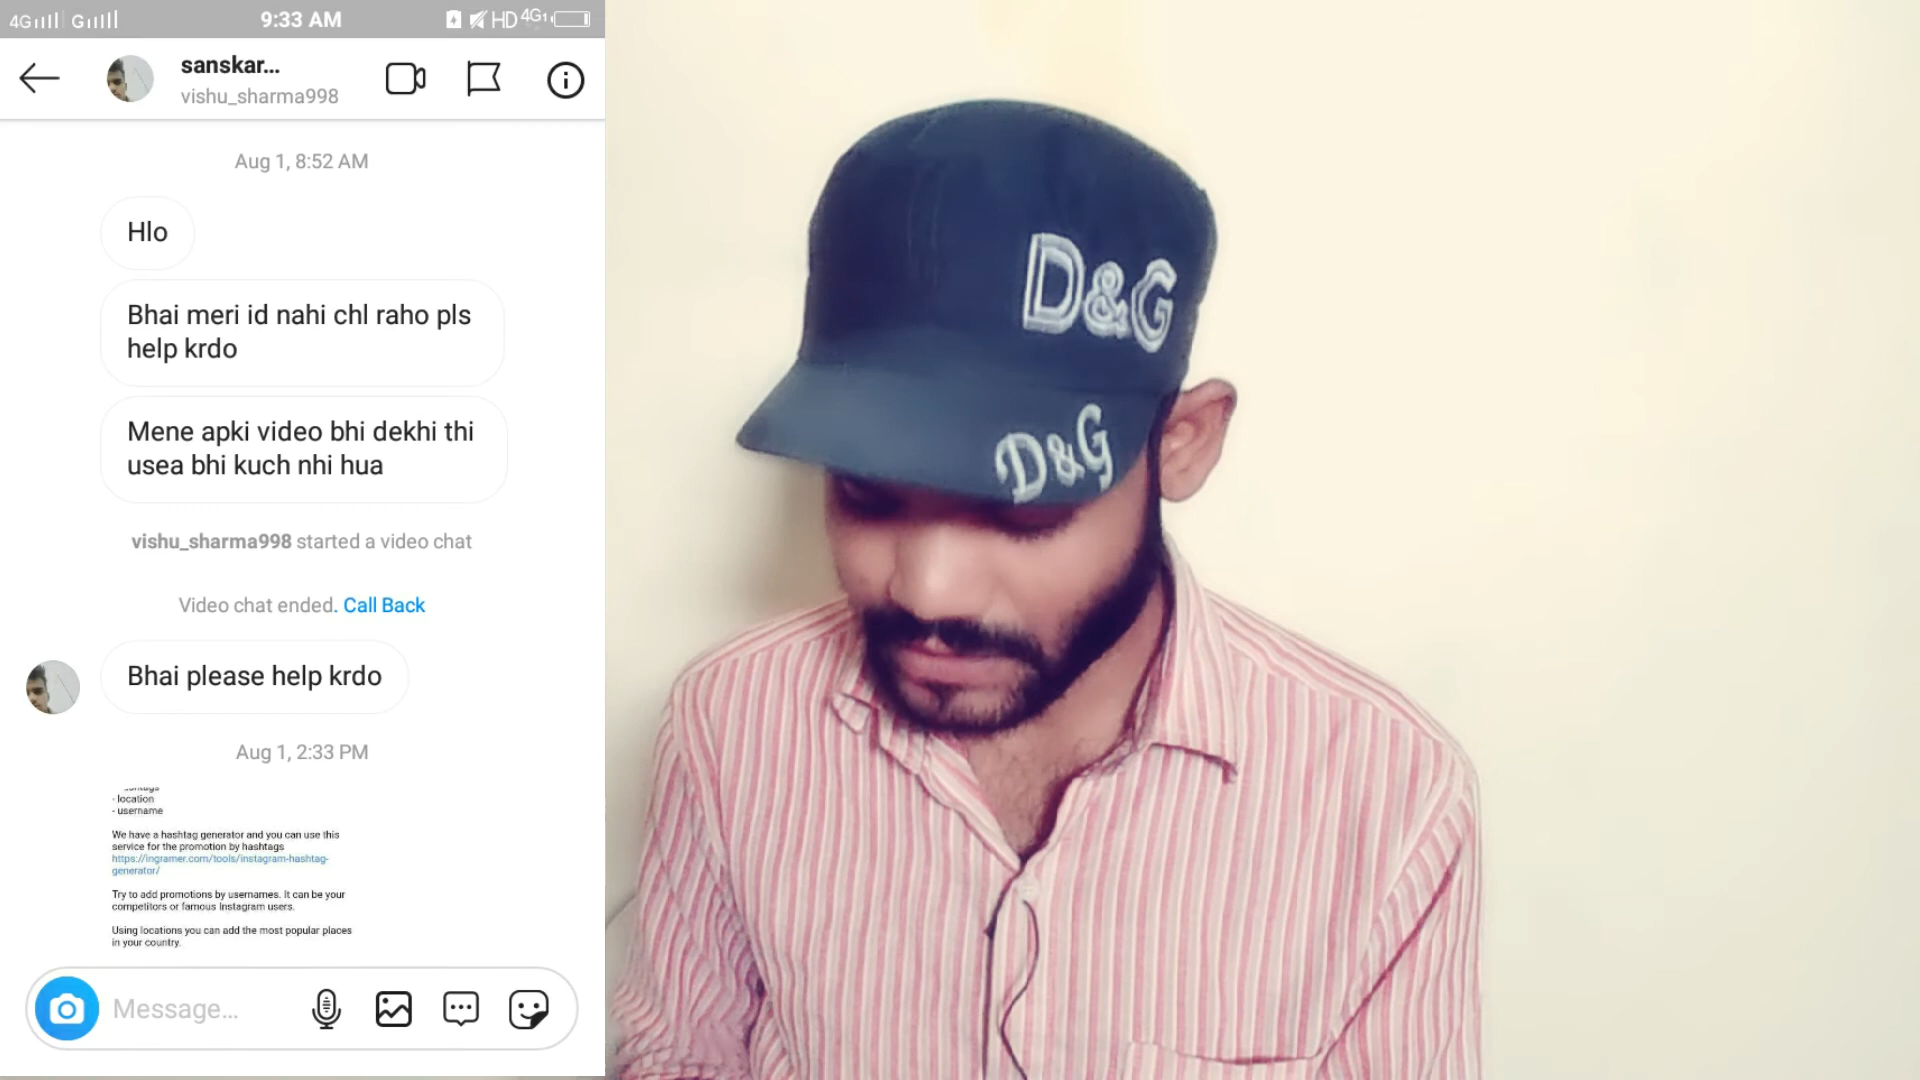 4G G 9:33 AM HD 4G1
sanskar...
vishu_sharma998
Aug 1, 8:52 AM
Hlo
Bhai meri id nahi chl raho pls
help krdo
Mene apki video bhi dekhi thi
usea bhi kuch nhi hua
vishu_sharma998 started a video chat
Video chat ended. Call Back
Bhai please help krdo
Aug 1, 2:33 PM
- location
- username
We have a hashtag generator and you can use this
service for the promotion by hashtags
https://ingramer.com/tools/instagram-hashtag-
generator/
Try to add promotions by usernames. It can be your
competitors or famous Instagram users.
Using locations you can add the most popular places
in your country.
Message...
D&G
D&G